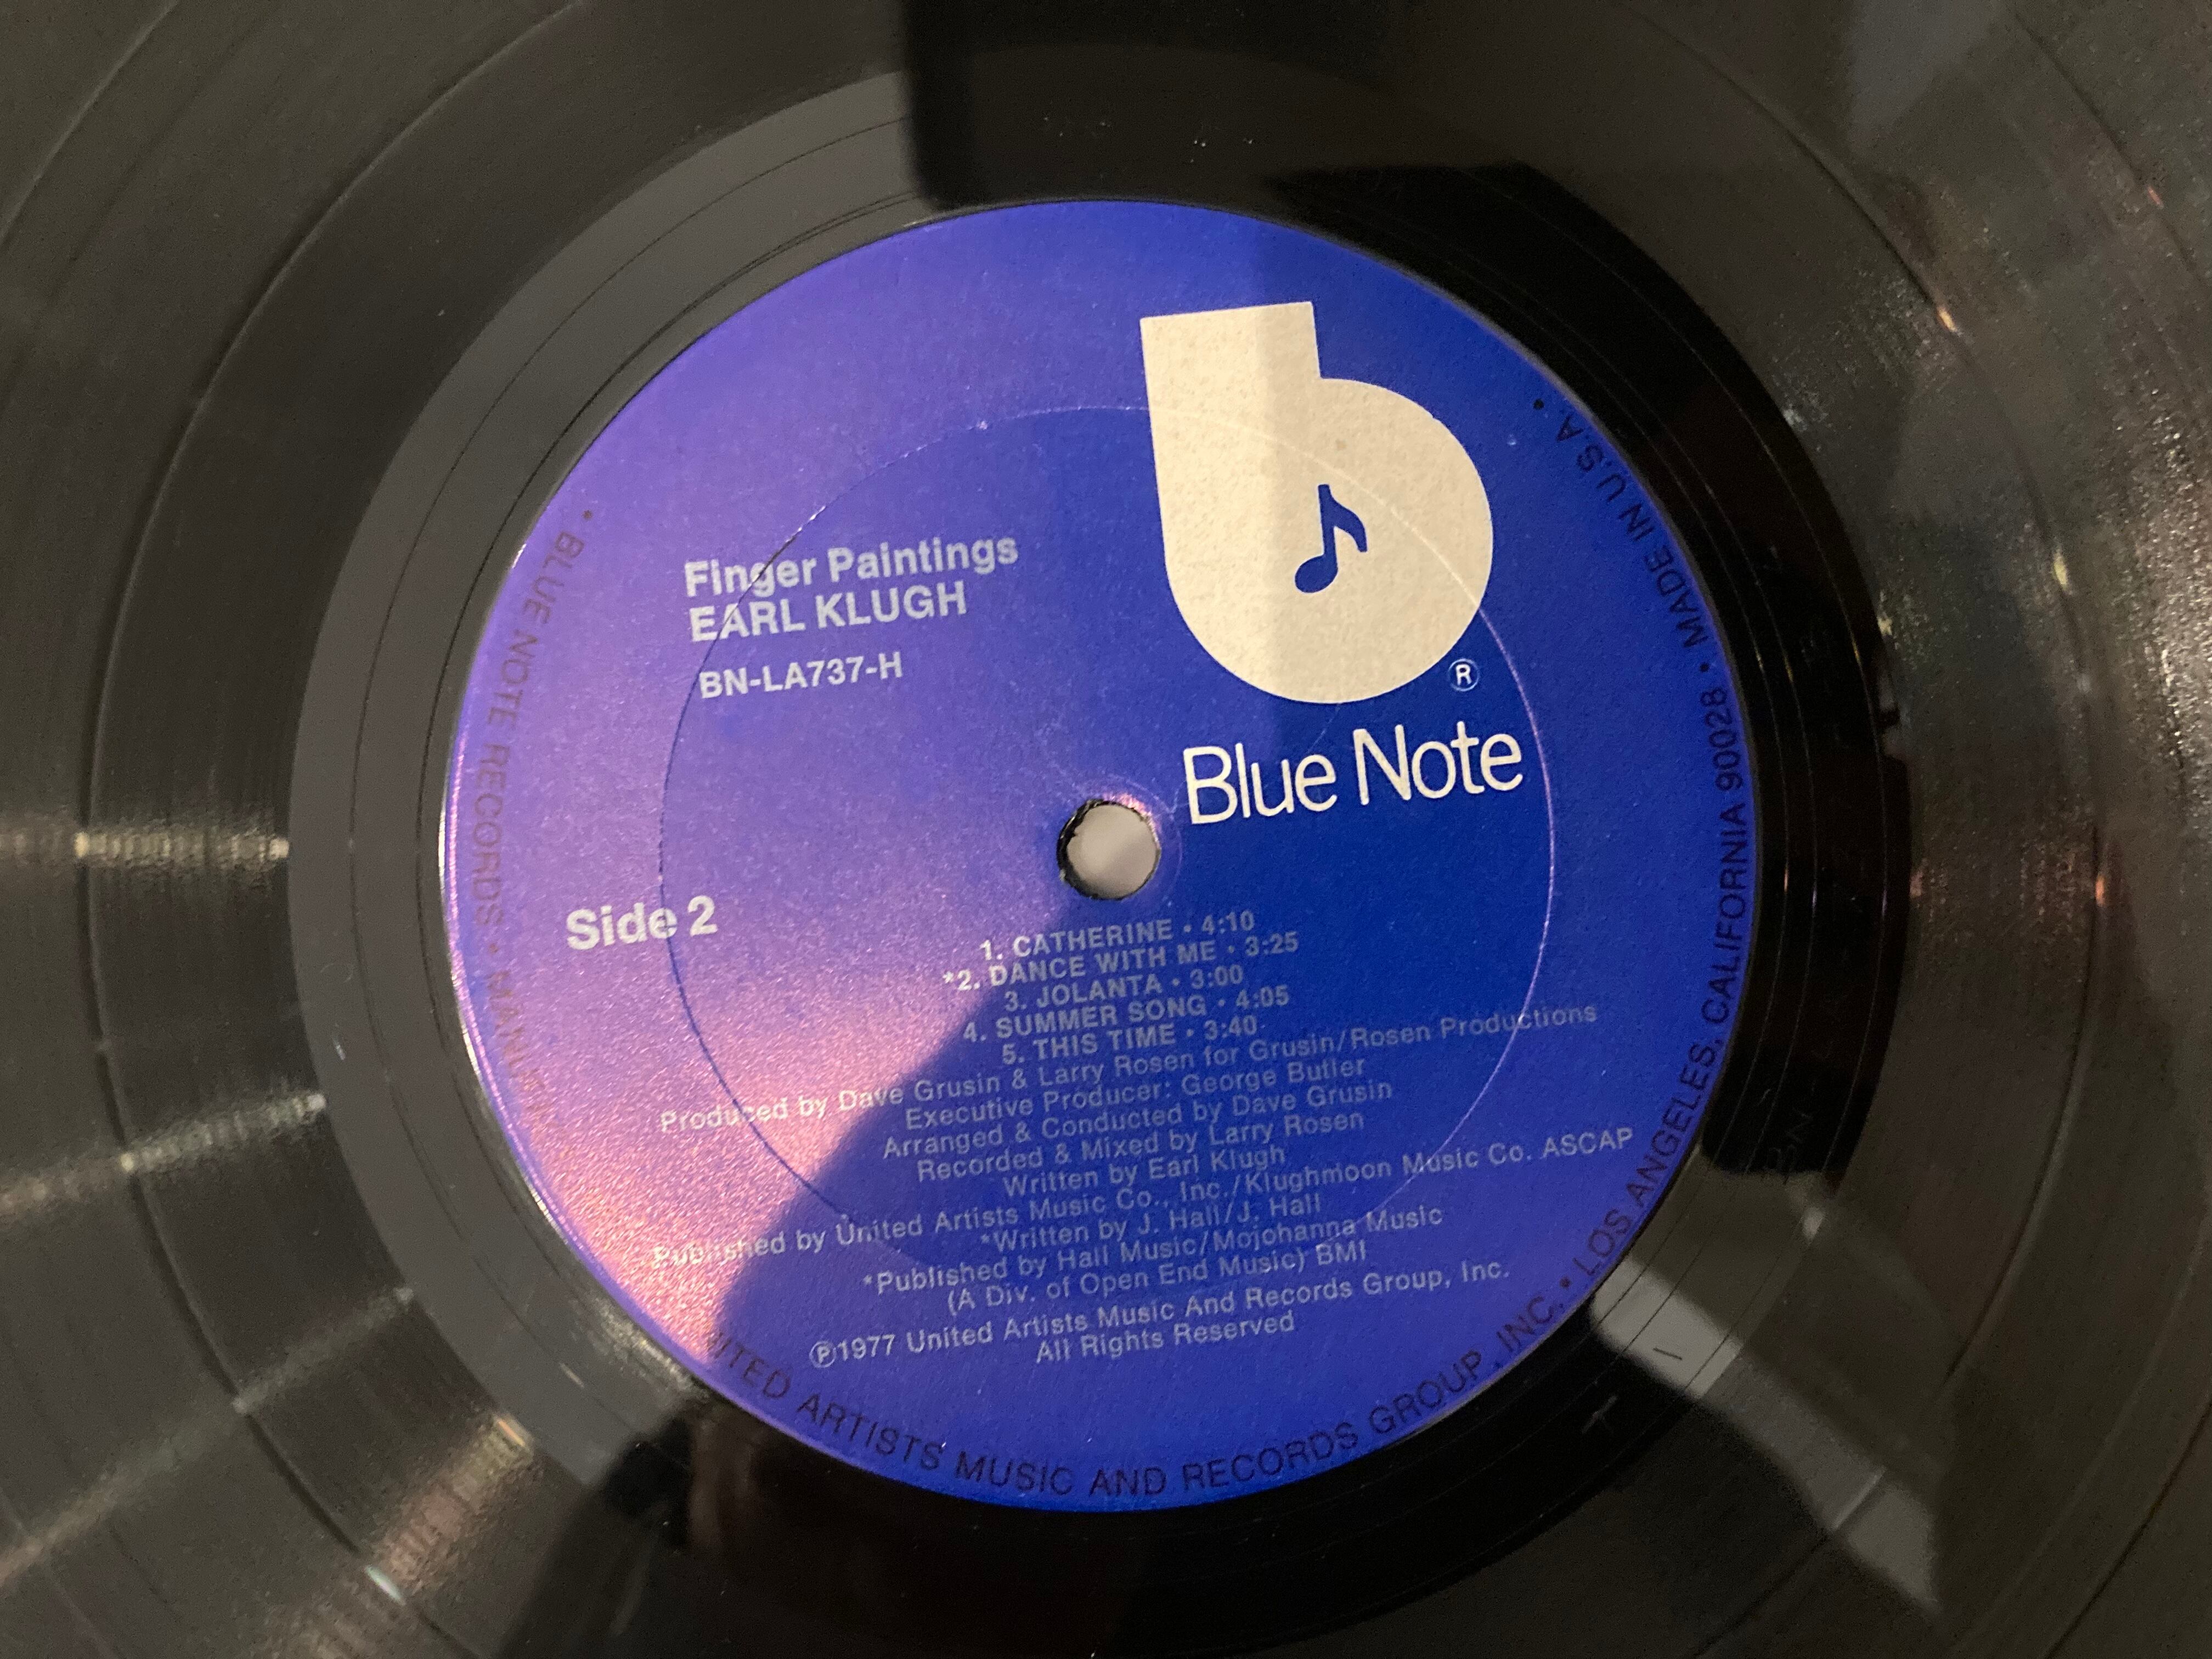 Finger Paintings
EARL KLUGH
BN-LA737-H
b
®
Blue Note
Side 2
1. CATHERINE • 4:10
*2. DANCE WITH ME • 3:25
3. JOLANTA • 3:00
4. SUMMER SONG • 4:05
5. THIS TIME • 3:40
Produced by Dave Grusin & Larry Rosen for Grusin/Rosen Productions
Executive Producer: George Butler
Arranged & Conducted by Dave Grusin
Recorded & Mixed by Larry Rosen
Written by Earl Klugh
Published by United Artists Music Co., Inc./Klughmoon Music Co. ASCAP
*Written by J. Hall/J. Hall
*Published by Hall Music/Mojohanna Music
(A Div. of Open End Music) BMI
℗1977 United Artists Music And Records Group, Inc.
All Rights Reserved
• BLUE NOTE RECORDS • UNITED ARTISTS MUSIC AND RECORDS GROUP, INC. • LOS ANGELES, CALIFORNIA 90028 • MADE IN U.S.A. •